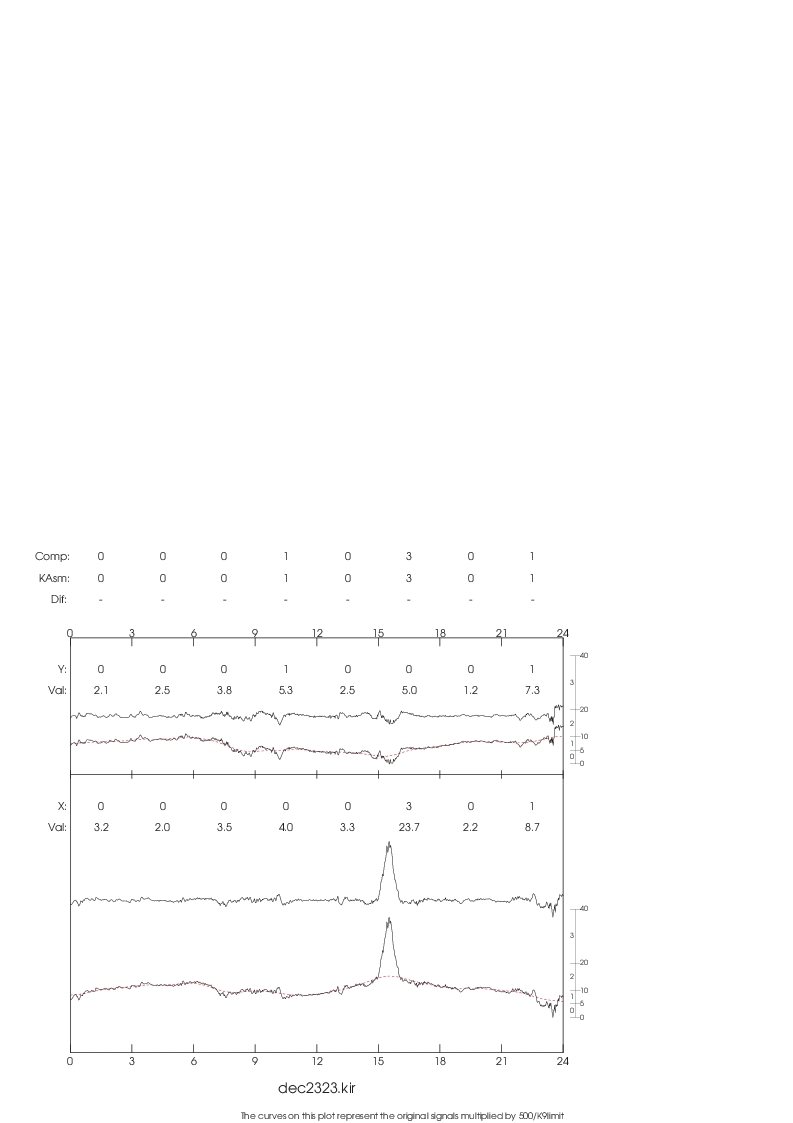 Comp: 0 0 0 1 0 3 0 1
KAsm: 0 0 0 1 0 3 0 1
Dif: - - - - - - - -
0 3 6 9 12 15 18 21 24
Y: 0 0 0 1 0 0 0 1
Val: 2.1 2.5 3.8 5.3 2.5 5.0 1.2 7.3
40
3
20
2
10
1
5
0
0
X: 0 0 0 0 0 3 0 1
Val: 3.2 2.0 3.5 4.0 3.3 23.7 2.2 8.7
40
3
20
2
10
1
5
0
0
0 3 6 9 12 15 18 21 24
dec2323.kir
The curves on this plot represent the original signals multiplied by 500/K9limit